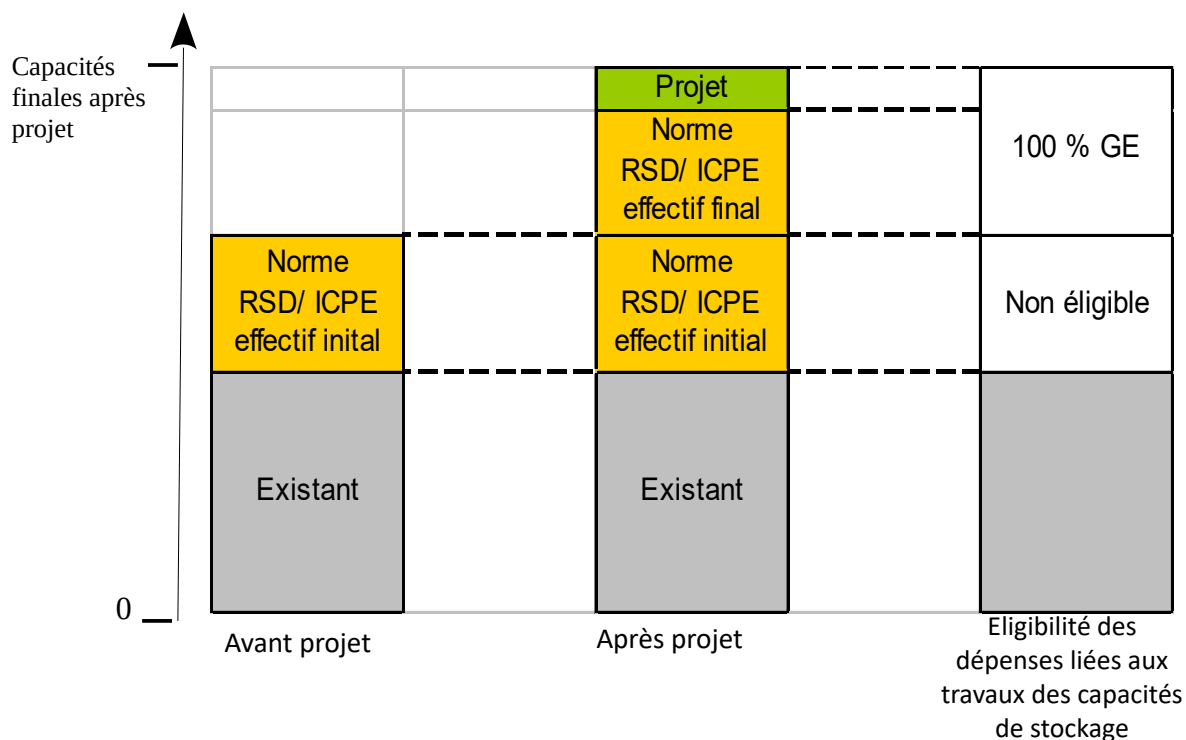 Capacités
finales après
projet
Projet
Norme
RSD/ ICPE
effectif final
100 % GE
Norme
RSD/ ICPE
effectif inital
Norme
RSD/ ICPE
effectif initial
Non éligible
Existant
Existant
0
Avant projet
Après projet
Eligibilité des
dépenses liées aux
travaux des capacités
de stockage